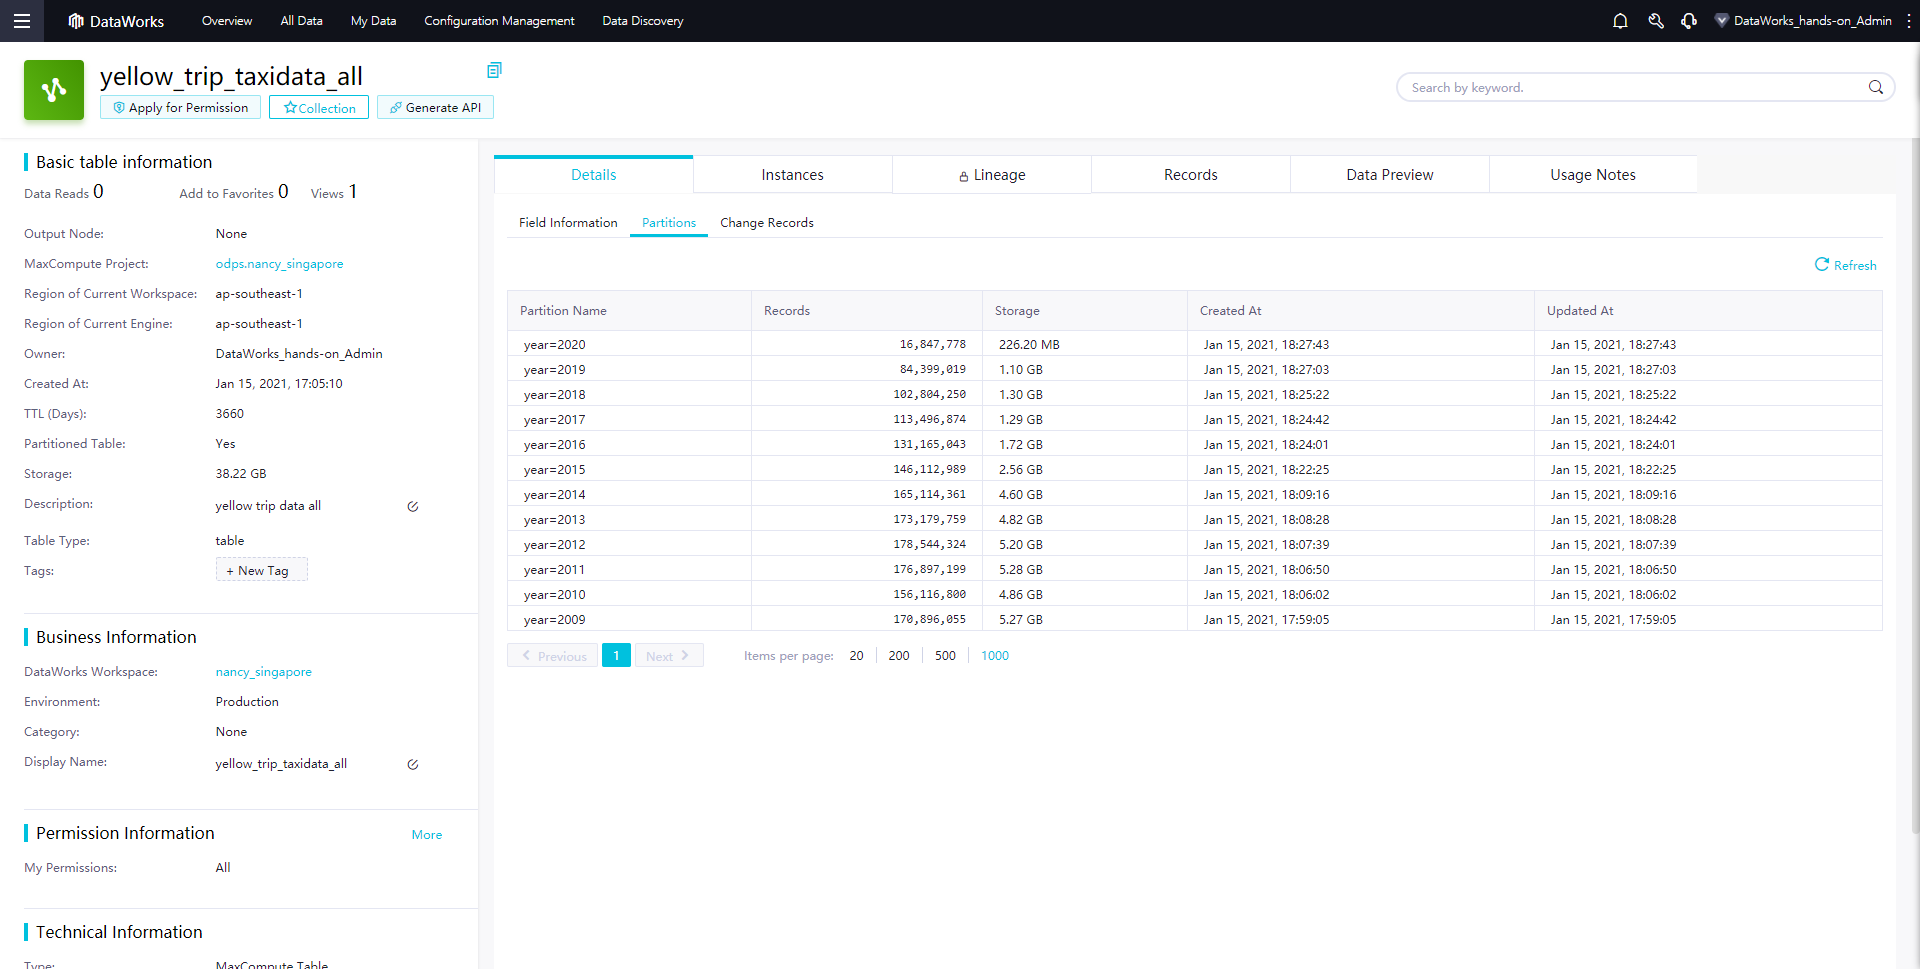 DataWorks Overview All Data My Data Configuration Management Data Discovery DataWorks_hands-on_Admin
yellow_trip_taxidata_all
Apply for Permission Collection Generate API
Search by keyword.
Basic table information
Data Reads 0 Add to Favorites 0 Views 1
Output Node: None
MaxCompute Project: odps.nancy_singapore
Region of Current Workspace: ap-southeast-1
Region of Current Engine: ap-southeast-1
Owner: DataWorks_hands-on_Admin
Created At: Jan 15, 2021, 17:05:10
TTL (Days): 3660
Partitioned Table: Yes
Storage: 38.22 GB
Description: yellow trip data all
Table Type: table
Tags: + New Tag
Business Information
DataWorks Workspace: nancy_singapore
Environment: Production
Category: None
Display Name: yellow_trip_taxidata_all
Permission Information More
My Permissions: All
Technical Information
Type: MaxCompute Table
Details Instances Lineage Records Data Preview Usage Notes
Field Information Partitions Change Records
Refresh
Partition Name Records Storage Created At Updated At
year=2020 16,847,778 226.20 MB Jan 15, 2021, 18:27:43 Jan 15, 2021, 18:27:43
year=2019 84,399,019 1.10 GB Jan 15, 2021, 18:27:03 Jan 15, 2021, 18:27:03
year=2018 102,804,250 1.30 GB Jan 15, 2021, 18:25:22 Jan 15, 2021, 18:25:22
year=2017 113,496,874 1.29 GB Jan 15, 2021, 18:24:42 Jan 15, 2021, 18:24:42
year=2016 131,165,043 1.72 GB Jan 15, 2021, 18:24:01 Jan 15, 2021, 18:24:01
year=2015 146,112,989 2.56 GB Jan 15, 2021, 18:22:25 Jan 15, 2021, 18:22:25
year=2014 165,114,361 4.60 GB Jan 15, 2021, 18:09:16 Jan 15, 2021, 18:09:16
year=2013 173,179,759 4.82 GB Jan 15, 2021, 18:08:28 Jan 15, 2021, 18:08:28
year=2012 178,544,324 5.20 GB Jan 15, 2021, 18:07:39 Jan 15, 2021, 18:07:39
year=2011 176,897,199 5.28 GB Jan 15, 2021, 18:06:50 Jan 15, 2021, 18:06:50
year=2010 156,116,800 4.86 GB Jan 15, 2021, 18:06:02 Jan 15, 2021, 18:06:02
year=2009 170,896,055 5.27 GB Jan 15, 2021, 17:59:05 Jan 15, 2021, 17:59:05
Previous 1 Next Items per page: 20 200 500 1000